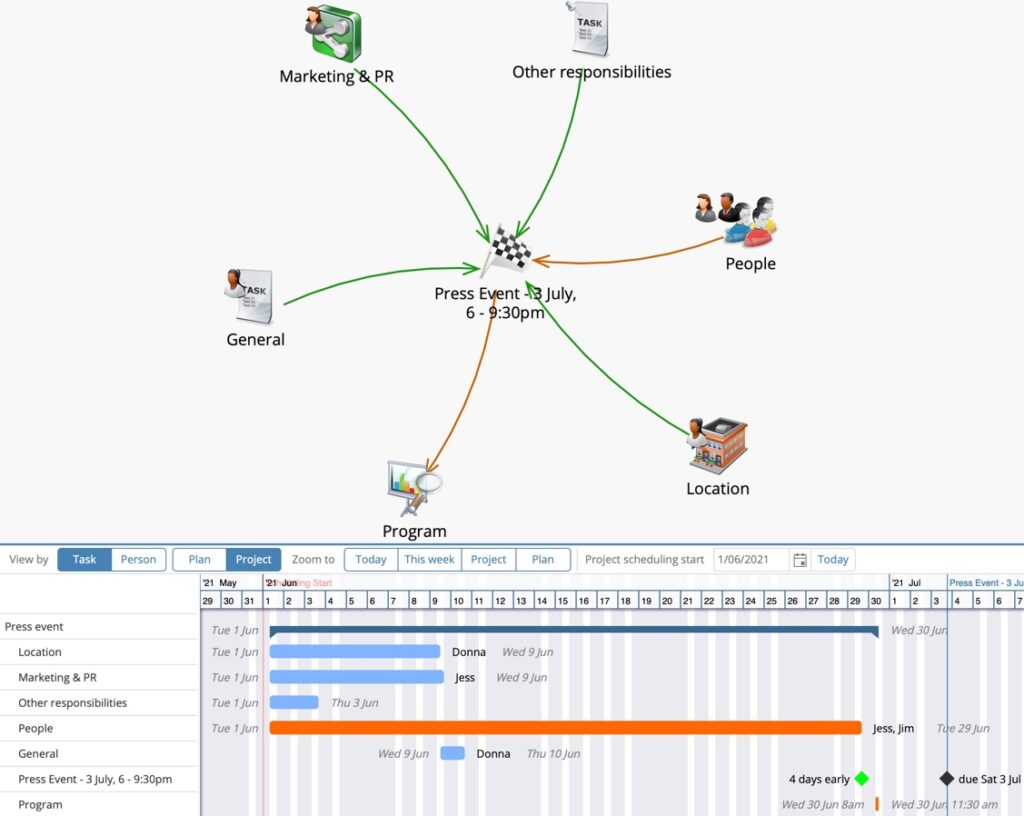 TASK
Marketing & PR
Other responsibilities
People
Press Event - 3 July,
6 - 9:30pm
TASK
General
Location
Program
View by Task Person Plan Project Zoom to Today This week Project Plan Project scheduling start 1/06/2021 Today
'21 May '21 Jun Start '21 Jul Press Event - 3 Ju
29 30 31 1 2 3 4 5 6 7 8 9 10 11 12 13 14 15 16 17 18 19 20 21 22 23 24 25 26 27 28 29 30 1 2 3 4 5 6 7
Press event Tue 1 Jun Wed 30 Jun
Location Tue 1 Jun Donna Wed 9 Jun
Marketing & PR Tue 1 Jun Jess Wed 9 Jun
Other responsibilities Tue 1 Jun Thu 3 Jun
People Tue 1 Jun Jess, Jim Tue 29 Jun
General Wed 9 Jun Donna Thu 10 Jun
Press Event - 3 July, 6 - 9:30pm 4 days early due Sat 3 Jul
Program Wed 30 Jun 8am Wed 30 Jun 11:30 am